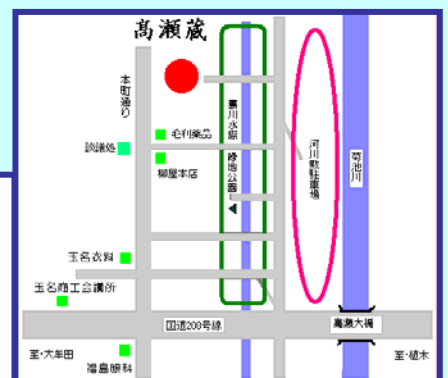 高瀬蔵
本町通り
裏川水際
緑地公園
河川敷駐車場
菊池川
毛利薬品
談議処
柳屋本店
玉名衣料
玉名商工会議所
国道208号線
高瀬大橋
至・大牟田
福島眼科
至・植木